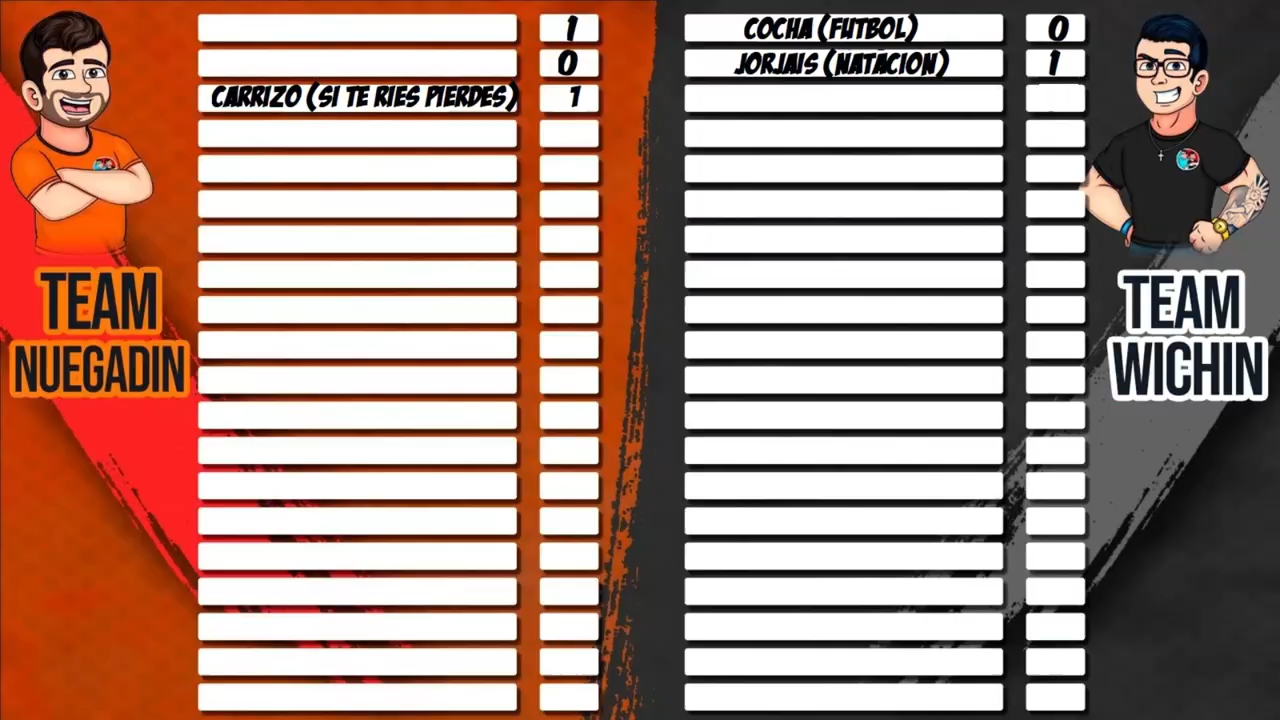 1 COCHA (FUTBOL) 0
0 JORJAIS (NATACION) 1
CARRIZO (SI TE RIES PIERDES) 1
TEAM
NUEGADIN
TEAM
WICHIN